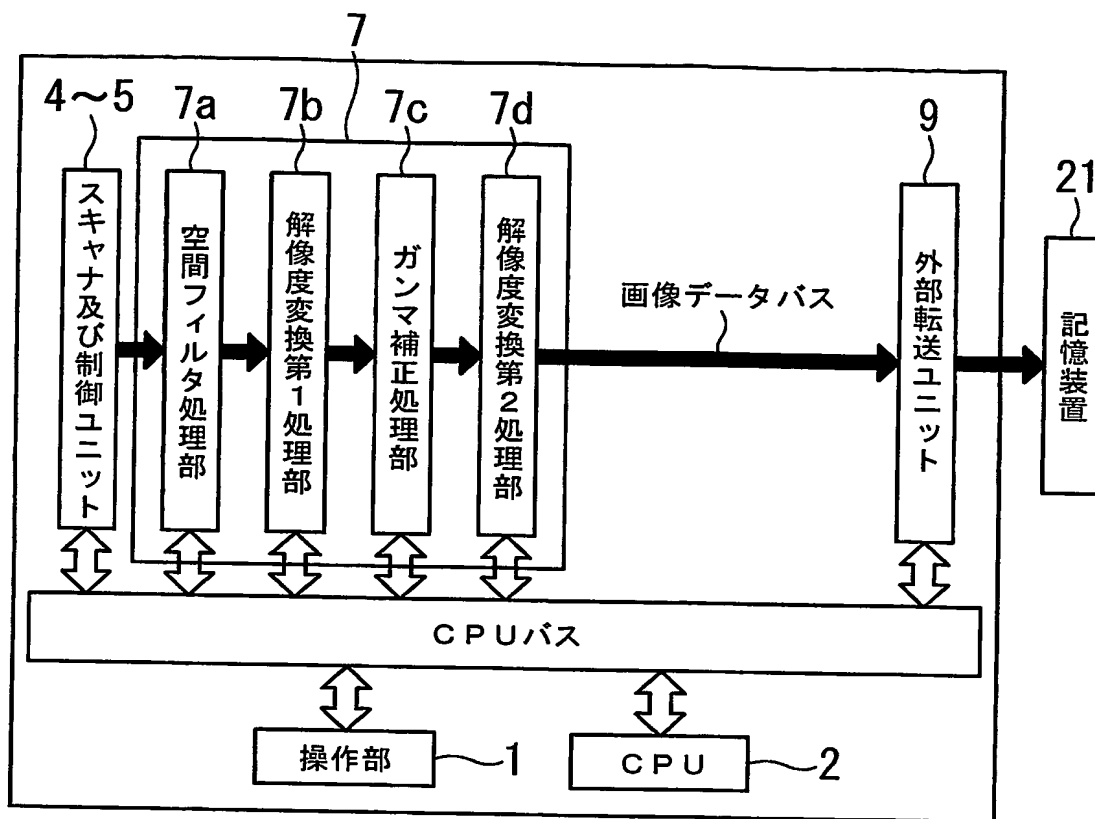 7
4～5
7a
7b
7c
7d
9
21
スキャナ及び制御ユニット
空間フィルタ処理部
解像度変換第1処理部
ガンマ補正処理部
解像度変換第2処理部
画像データバス
外部転送ユニット
記憶装置
CPUバス
操作部
1
CPU
2